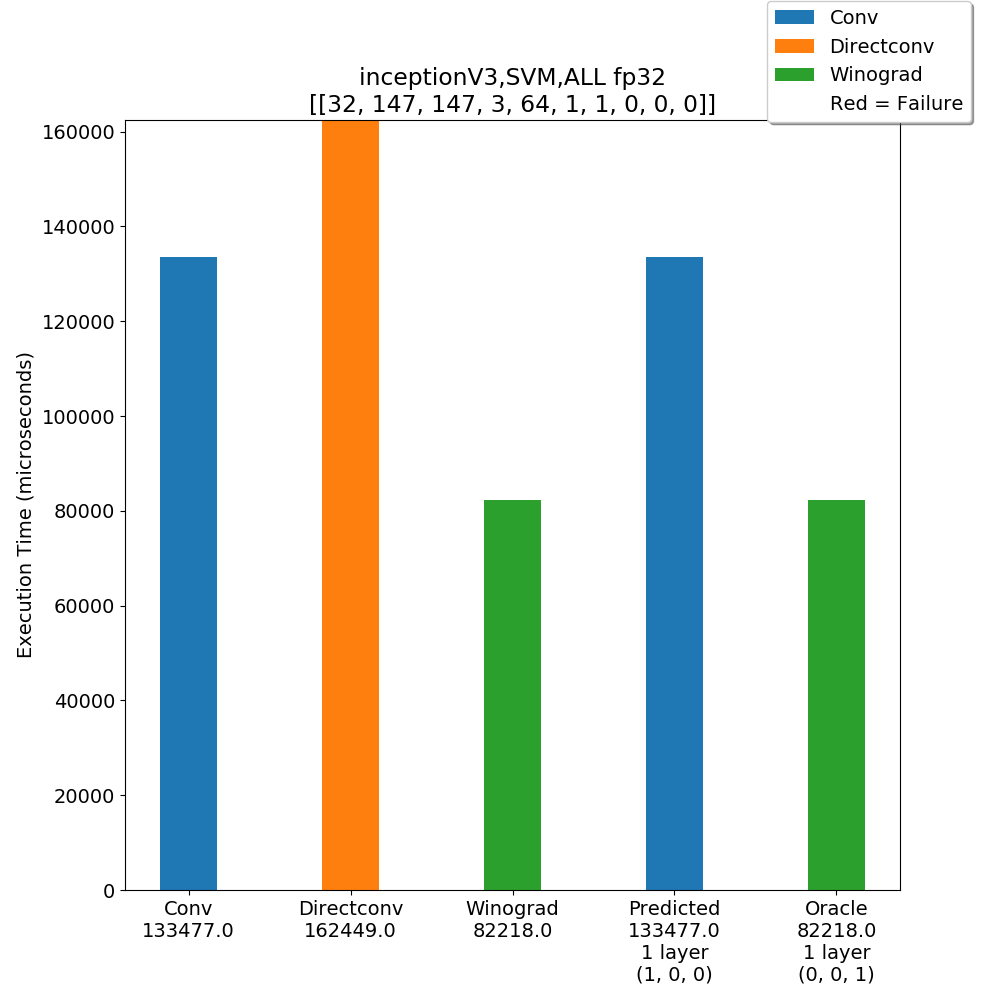 Conv
Directconv
Winograd
Red = Failure
inceptionV3,SVM,ALL fp32
[[32, 147, 147, 3, 64, 1, 1, 0, 0, 0]]
160000
140000
120000
100000
80000
60000
40000
20000
0
Execution Time (microseconds)
Conv
133477.0
Directconv
162449.0
Winograd
82218.0
Predicted
133477.0
1 layer
(1, 0, 0)
Oracle
82218.0
1 layer
(0, 0, 1)